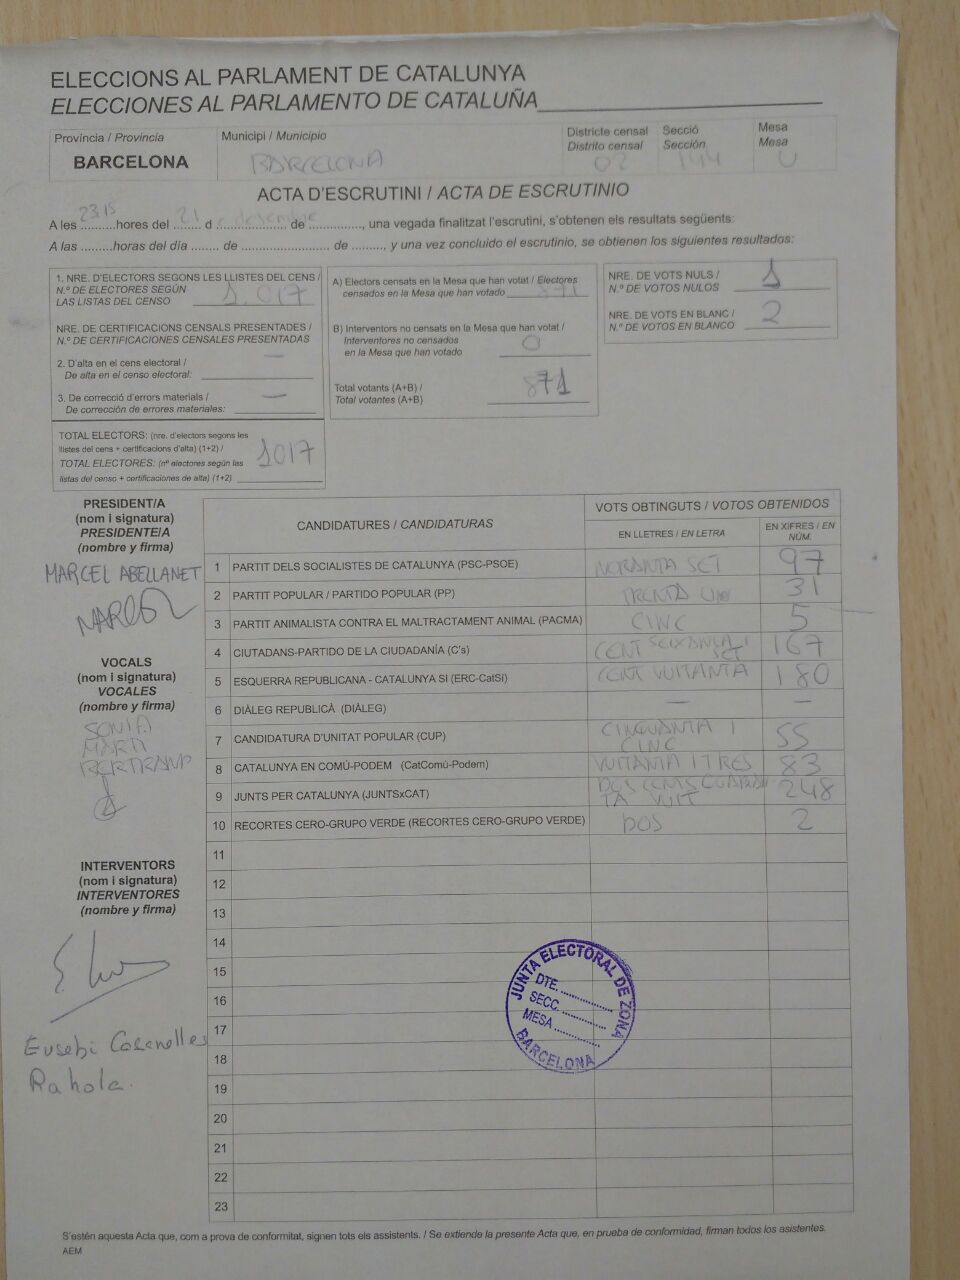 ELECCIONS AL PARLAMENT DE CATALUNYA
ELECCIONES AL PARLAMENTO DE CATALUÑA
Província / Provincia
BARCELONA
Municipi / Municipio
BARCELONA
Districte censal
Distrito censal
02
Secció
Sección
144
Mesa
Mesa
U
ACTA D'ESCRUTINI / ACTA DE ESCRUTINIO
A les 23.15 hores del 21 d e desembre de ..............., una vegada finalitzat l'escrutini, s'obtenen els resultats següents:
A las .........horas del día ........ de ......................... de .........., y una vez concluido el escrutinio, se obtienen los siguientes resultados:
1. NRE. D'ELECTORS SEGONS LES LLISTES DEL CENS /
N.º DE ELECTORES SEGÚN
LAS LISTAS DEL CENSO
1.017
NRE. DE CERTIFICACIONS CENSALS PRESENTADES /
N.º DE CERTIFICACIONES CENSALES PRESENTADAS
2. D'alta en el cens electoral /
De alta en el censo electoral: —
3. De correcció d'errors materials /
De corrección de errores materiales: —
TOTAL ELECTORS: (nre. d'electors segons les
llistes del cens + certificacions d'alta) (1+2) /
TOTAL ELECTORES: (nº electores según las
listas del censo + certificaciones de alta) (1+2)
1017
A) Electors censats en la Mesa que han votat / Electores
censados en la Mesa que han votado 871
B) Interventors no censats en la Mesa que han votat /
Interventores no censados
en la Mesa que han votado
0
Total votants (A+B) /
Total votantes (A+B)
871
NRE. DE VOTS NULS /
N.º DE VOTOS NULOS
1
NRE. DE VOTS EN BLANC /
N.º DE VOTOS EN BLANCO
2
PRESIDENT/A
(nom i signatura)
PRESIDENTE/A
(nombre y firma)
MARCEL ABELLANET
VOCALS
(nom i signatura)
VOCALES
(nombre y firma)
SONIA
MARTI
BERTRAND
INTERVENTORS
(nom i signatura)
INTERVENTORES
(nombre y firma)
Eusebi Casanelles
Rahola.
CANDIDATURES / CANDIDATURAS
VOTS OBTINGUTS / VOTOS OBTENIDOS
EN LLETRES / EN LETRA
EN XIFRES / EN
NÚM.
1 PARTIT DELS SOCIALISTES DE CATALUNYA (PSC-PSOE) NORANTA SET 97
2 PARTIT POPULAR / PARTIDO POPULAR (PP) TRENTA UN 31
3 PARTIT ANIMALISTA CONTRA EL MALTRACTAMENT ANIMAL (PACMA) CINC 5
4 CIUTADANS-PARTIDO DE LA CIUDADANÍA (C's) CENT SEIXANTA I SET 167
5 ESQUERRA REPUBLICANA - CATALUNYA SI (ERC-CatSí) CENT VUITANTA 180
6 DIÀLEG REPUBLICÀ (DIÀLEG) — —
7 CANDIDATURA D'UNITAT POPULAR (CUP) CINQUANTA I CINC 55
8 CATALUNYA EN COMÚ-PODEM (CatComú-Podem) VUITANTA I TRES 83
9 JUNTS PER CATALUNYA (JUNTSxCAT) DOS CENTS CUARANTA VUIT 248
10 RECORTES CERO-GRUPO VERDE (RECORTES CERO-GRUPO VERDE) DOS 2
11
12
13
14
15
16
17
18
19
20
21
22
23
JUNTA ELECTORAL DE ZONA
DTE. ..............
SECC. ..............
MESA ..............
BARCELONA
S'estén aquesta Acta que, com a prova de conformitat, signen tots els assistents. / Se extiende la presente Acta que, en prueba de conformidad, firman todos los asistentes.
AEM